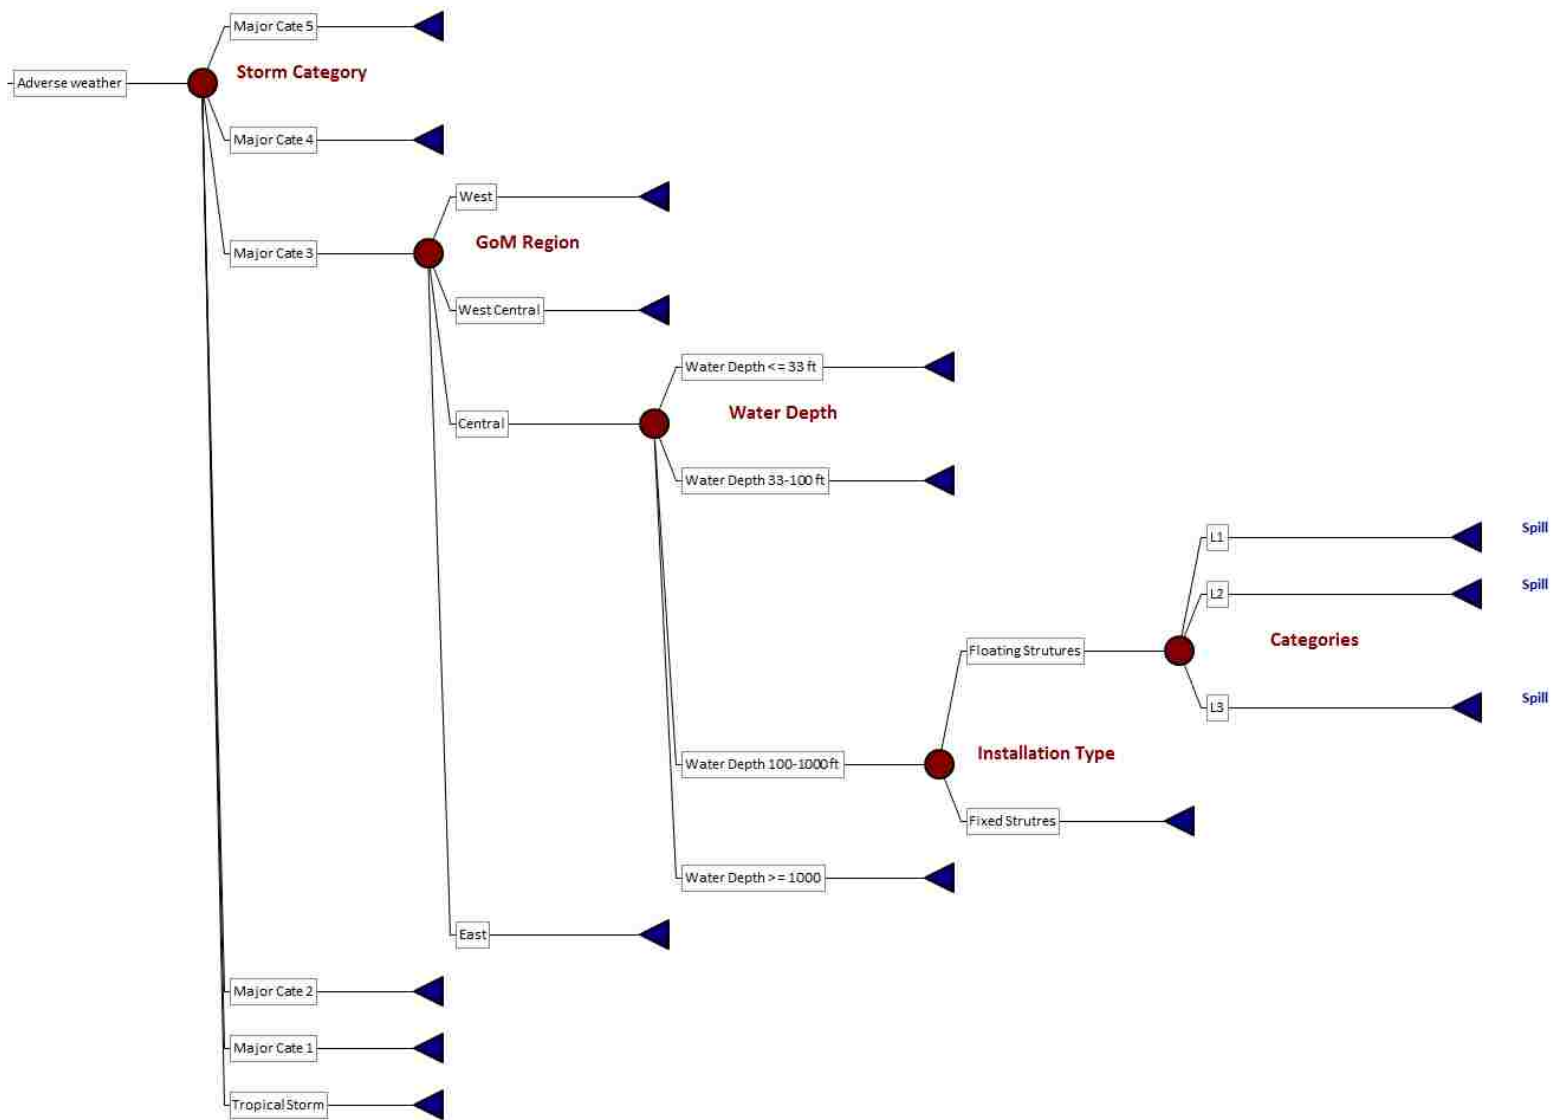 Major Cate 5
Storm Category
Adverse weather
Major Cate 4
West
GoM Region
Major Cate 3
West Central
Water Depth <= 33 ft
Water Depth
Central
Water Depth 33-100 ft
L1
Spill
L2
Spill
Categories
Floating Strutures
L3
Spill
Installation Type
Water Depth 100-1000ft
Fixed Strutres
Water Depth >= 1000
East
Major Cate 2
Major Cate 1
Tropical Storm